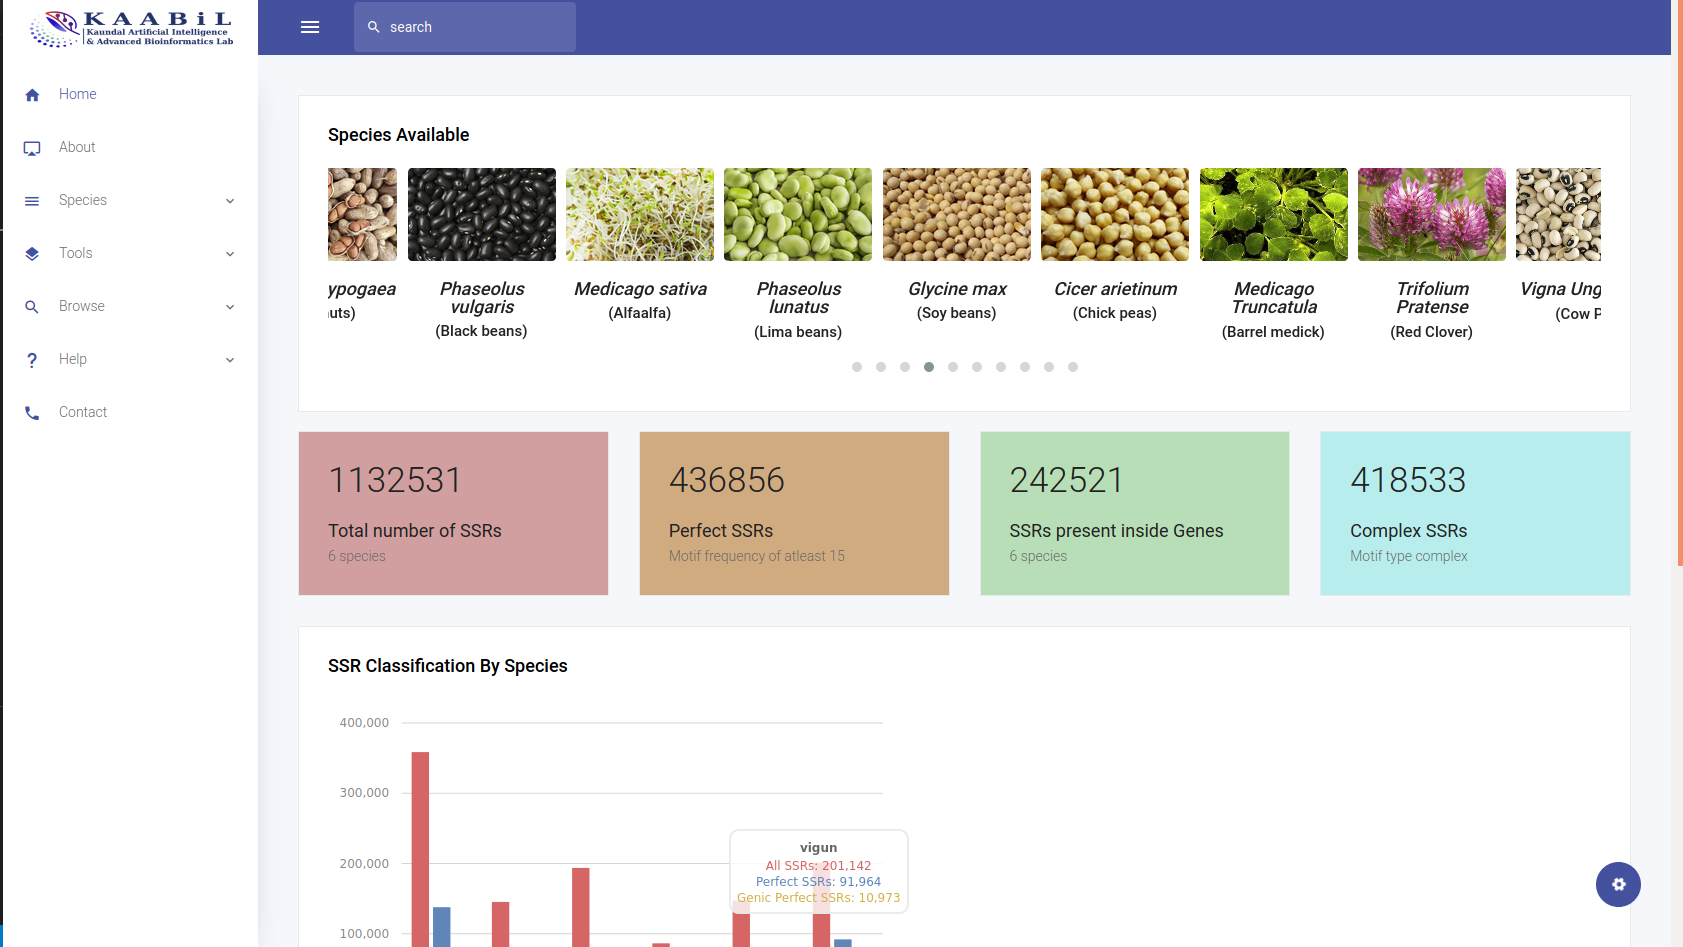 KAABiL
Kaundal Artificial Intelligence
& Advanced Bioinformatics Lab
search
Home
About
Species
Tools
Browse
Help
Contact
Species Available
ypogaea
uts)
Phaseolus
vulgaris
(Black beans)
Medicago sativa
(Alfaalfa)
Phaseolus
lunatus
(Lima beans)
Glycine max
(Soy beans)
Cicer arietinum
(Chick peas)
Medicago
Truncatula
(Barrel medick)
Trifolium
Pratense
(Red Clover)
Vigna Ung
(Cow P
1132531
Total number of SSRs
6 species
436856
Perfect SSRs
Motif frequency of atleast 15
242521
SSRs present inside Genes
6 species
418533
Complex SSRs
Motif type complex
SSR Classification By Species
400,000
300,000
200,000
100,000
vigun
All SSRs: 201,142
Perfect SSRs: 91,964
Genic Perfect SSRs: 10,973